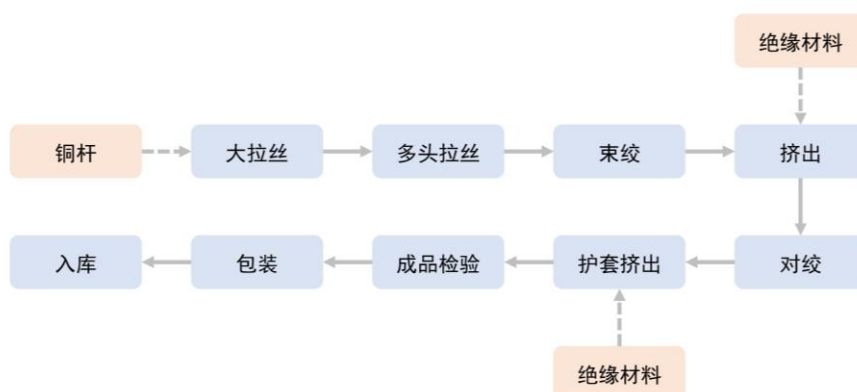 绝缘材料
铜杆
大拉丝
多头拉丝
束绞
挤出
入库
包装
成品检验
护套挤出
对绞
绝缘材料